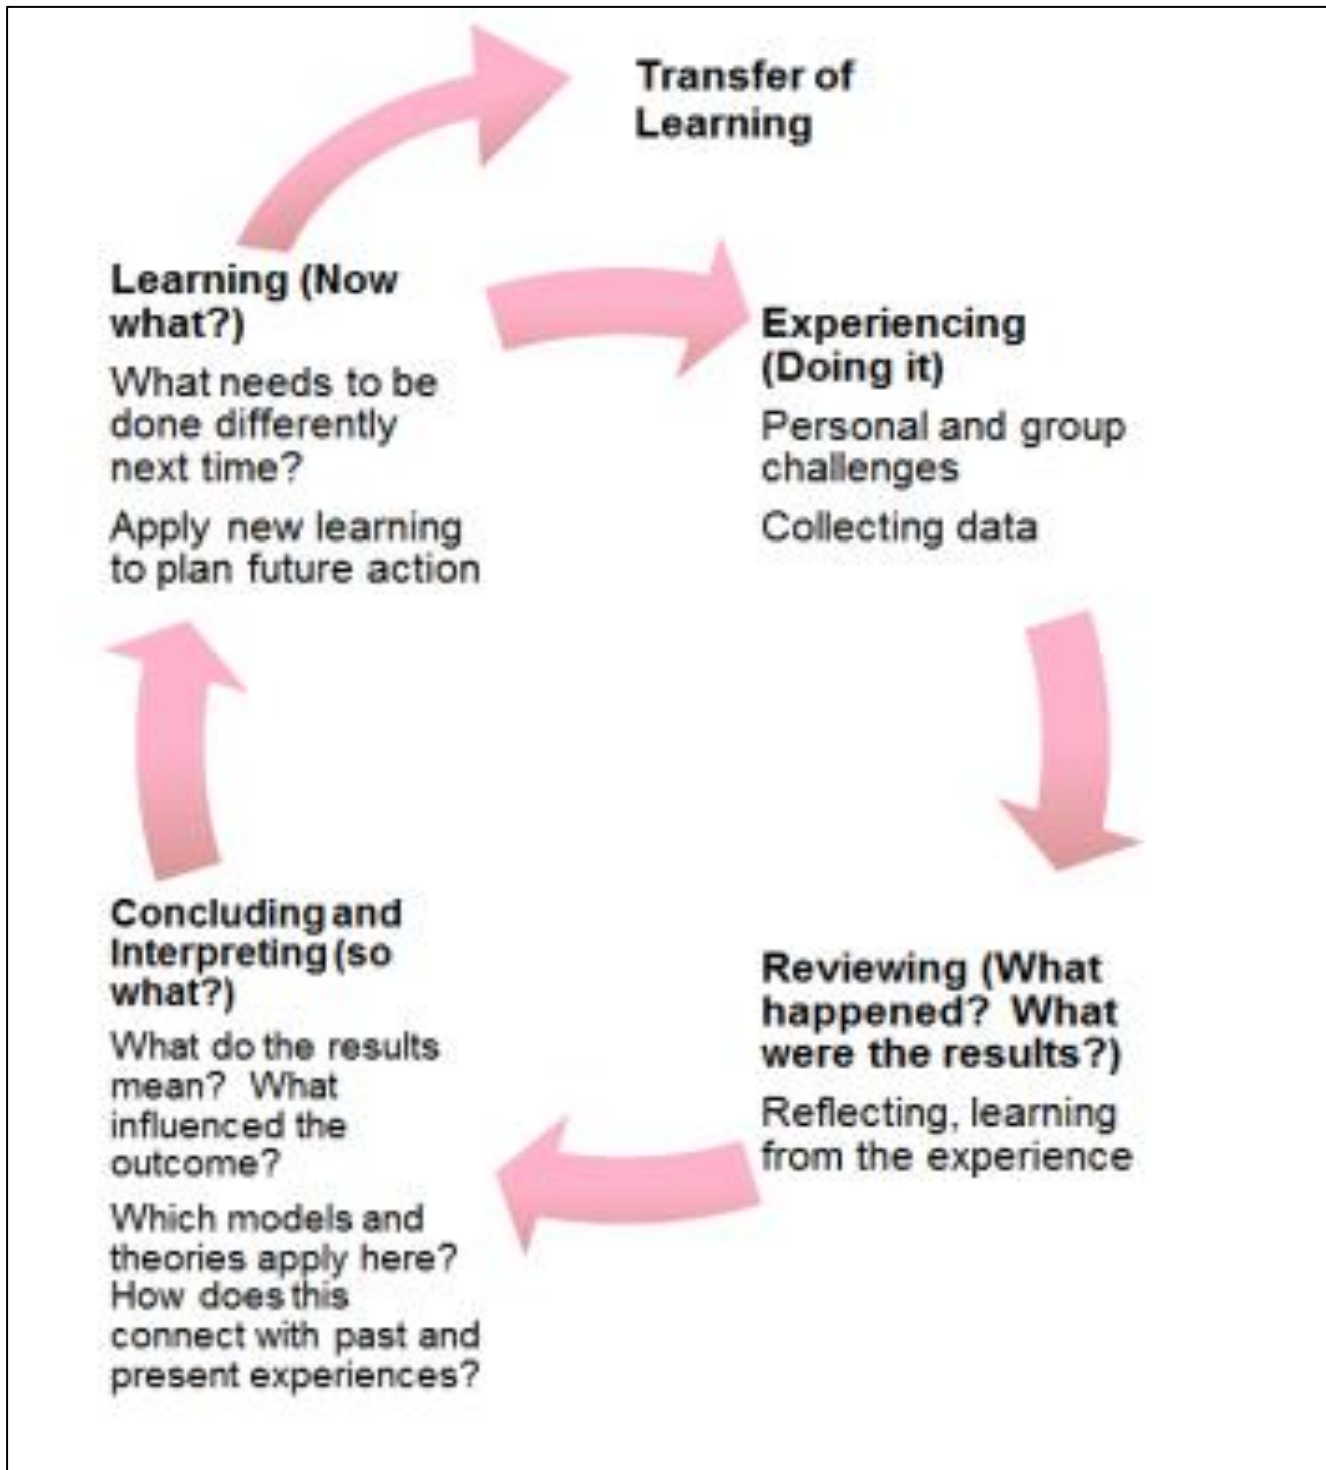 Transfer of
Learning
Learning (Now
what?)
What needs to be
done differently
next time?
Apply new learning
to plan future action
Experiencing
(Doing it)
Personal and group
challenges
Collecting data
Reviewing (What
happened? What
were the results?)
Reflecting, learning
from the experience
Concluding and
Interpreting (so
what?)
What do the results
mean? What
influenced the
outcome?
Which models and
theories apply here?
How does this
connect with past and
present experiences?